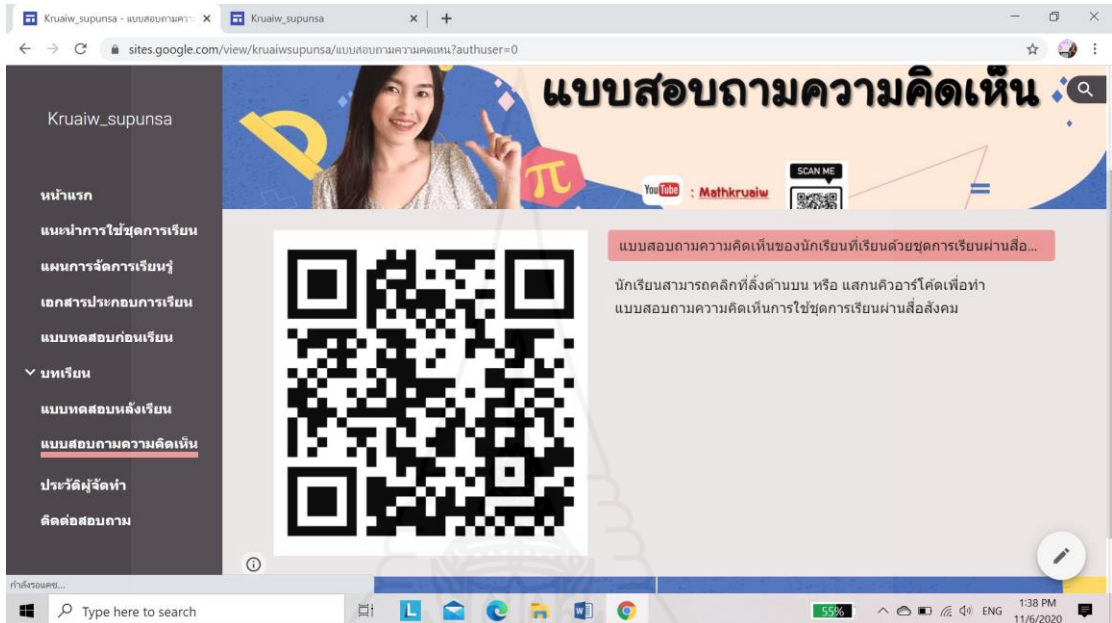 Kruaiw_supunsa - แบบสอบถามความ
Kruaiw_supunsa
sites.google.com/view/kruaiwsupunsa/แบบสอบถามความคดเหน?authuser=0
Kruaiw_supunsa
หน้าแรก
แนะนำการใช้ชุดการเรียน
แผนการจัดการเรียนรู้
เอกสารประกอบการเรียน
แบบทดสอบก่อนเรียน
บทเรียน
แบบทดสอบหลังเรียน
แบบสอบถามความคิดเห็น
ประวัติผู้จัดทำ
ติดต่อสอบถาม
แบบสอบถามความคิดเห็น
π
SCAN ME
YouTube : Mathkruaiw
แบบสอบถามความคิดเห็นของนักเรียนที่เรียนด้วยชุดการเรียนผ่านสื่อ...
นักเรียนสามารถคลิกที่ลิ้งด้านบน หรือ แสกนคิวอาร์โค้ดเพื่อทำ
แบบสอบถามความคิดเห็นการใช้ชุดการเรียนผ่านสื่อสังคม
กำลังรอแคช...
Type here to search
55%
ENG
1:38 PM
11/6/2020